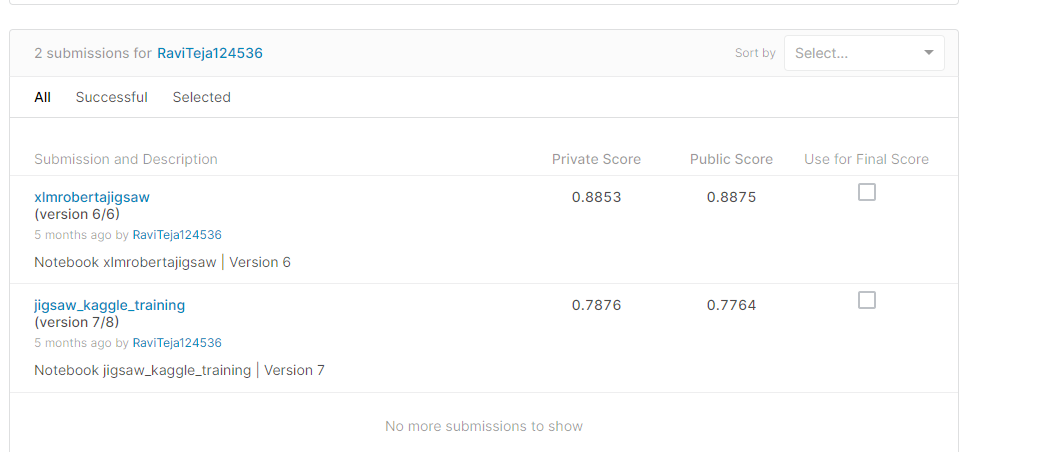 2 submissions for RaviTeja124536
Sort by Select...
All Successful Selected
Submission and Description Private Score Public Score Use for Final Score
xlmrobertajigsaw 0.8853 0.8875
(version 6/6)
5 months ago by RaviTeja124536
Notebook xlmrobertajigsaw | Version 6
jigsaw_kaggle_training 0.7876 0.7764
(version 7/8)
5 months ago by RaviTeja124536
Notebook jigsaw_kaggle_training | Version 7
No more submissions to show